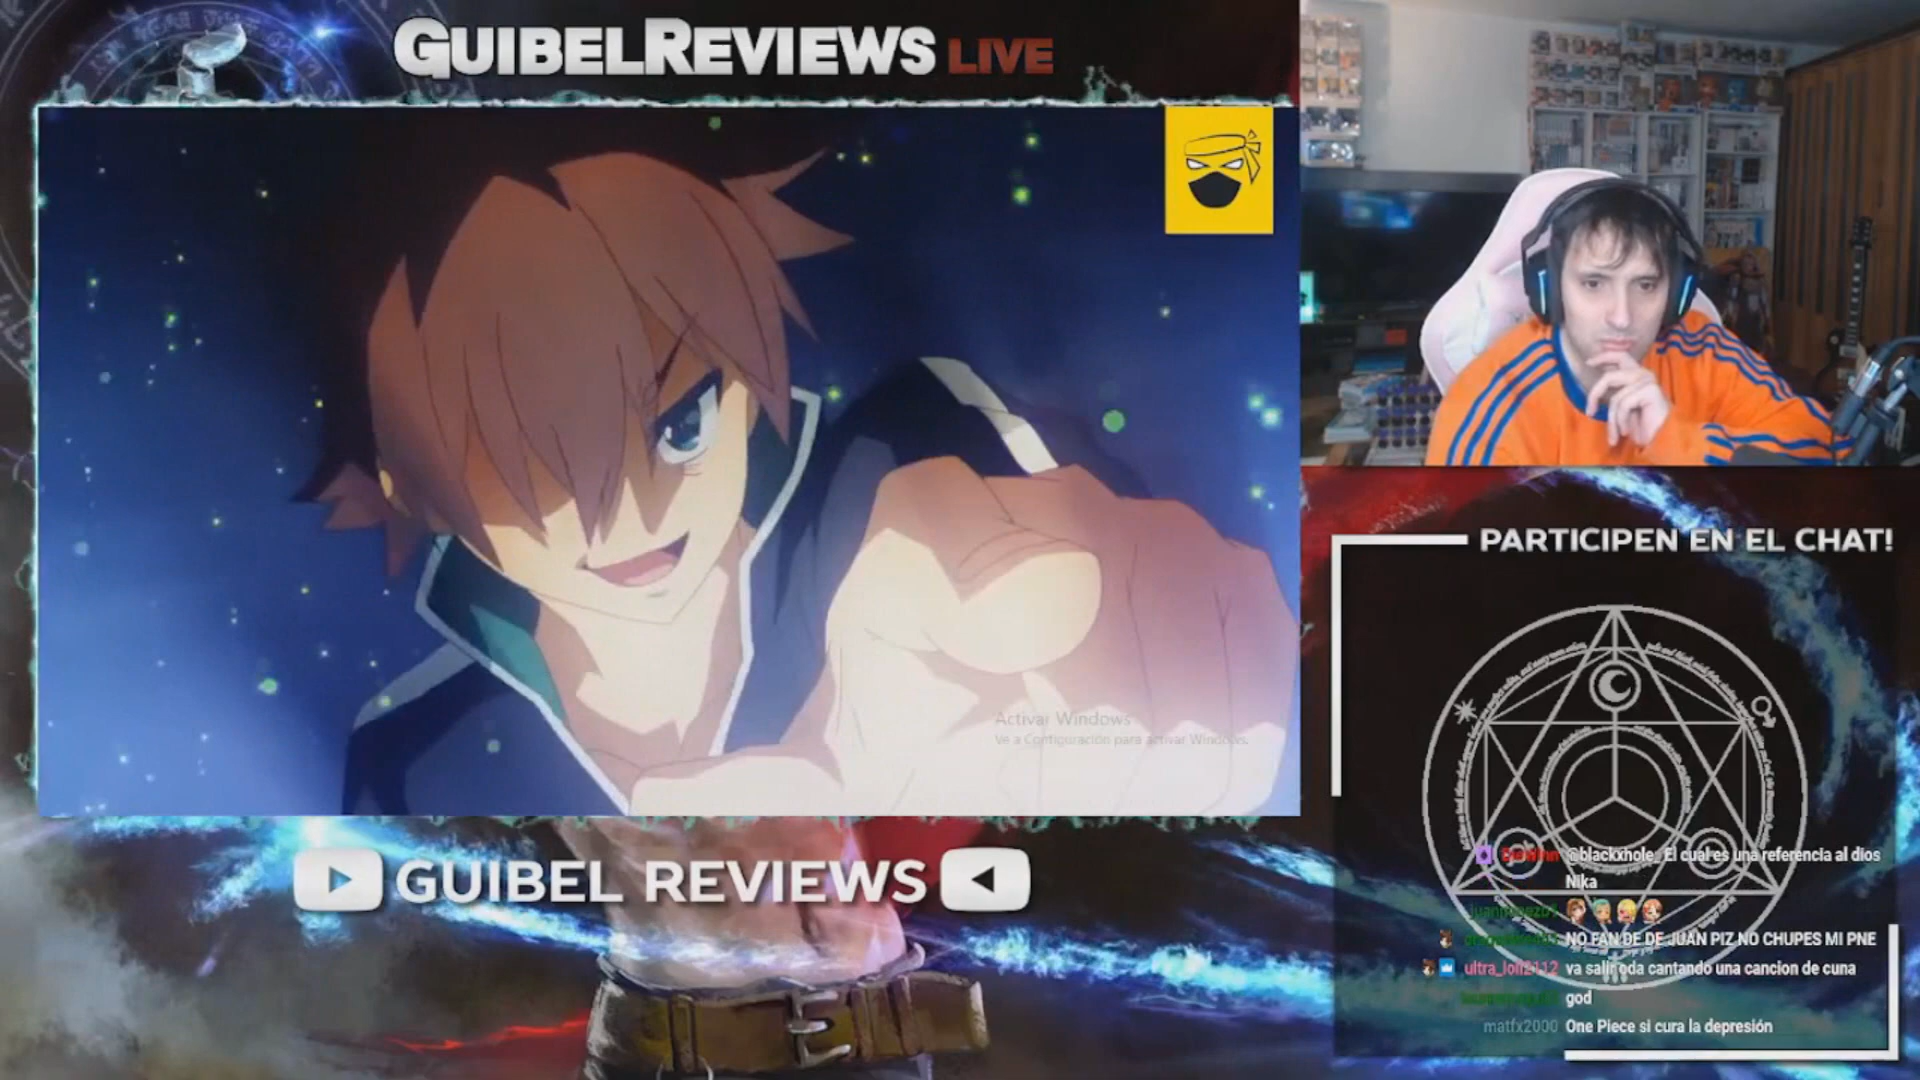 GUIBELREVIEWS LIVE
Activar Windows
Ve a Configuración para activar Windows.
GUIBEL REVIEWS
PARTICIPEN EN EL CHAT!
@blackxhole_ El cual es una referencia al dios
Nika
NO FAN DE DE JUAN PIZ NO CHUPES MI PNE
ultra_loli2112 va salir oda cantando una cancion de cuna
god
matfx2000 One Piece si cura la depresión